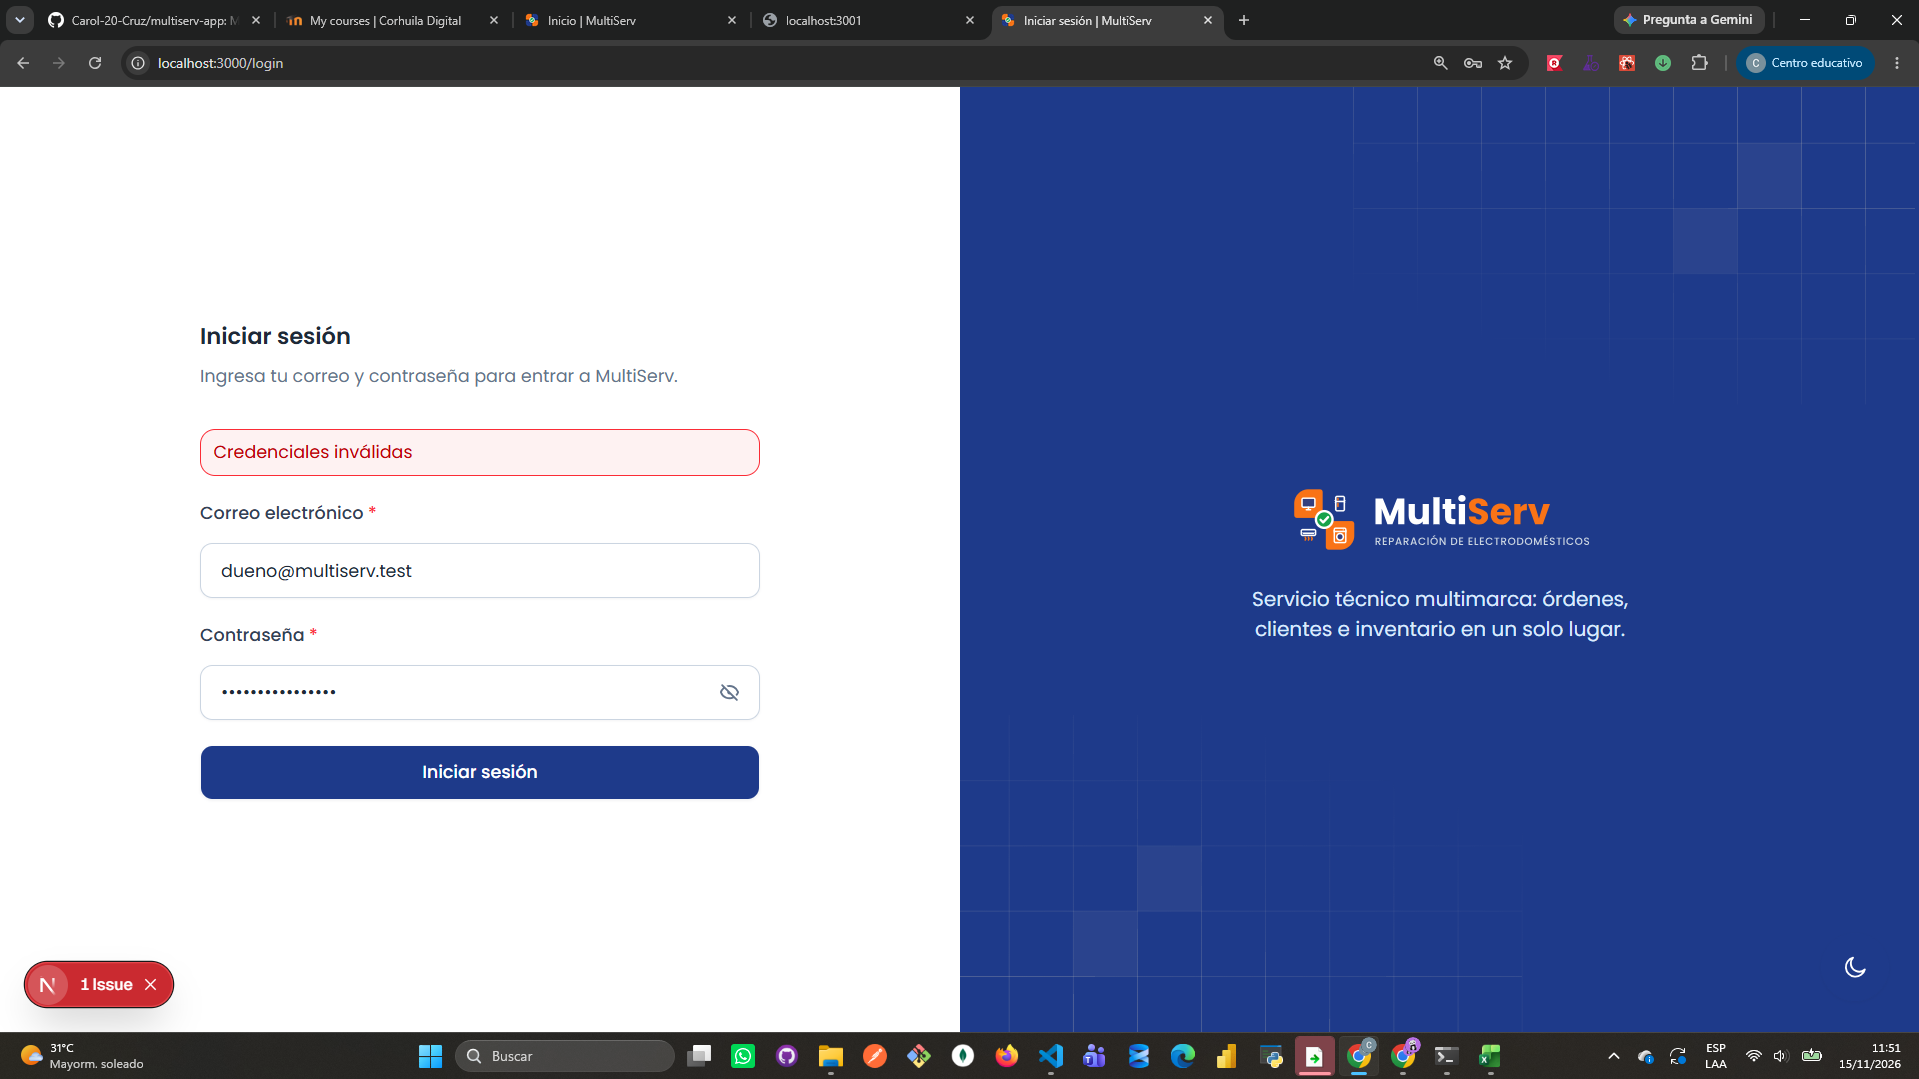 Carol-20-Cruz/multiserv-app: M
My courses | Corhuila Digital
Inicio | MultiServ
localhost:3001
Iniciar sesión | MultiServ
Pregunta a Gemini
localhost:3000/login
C Centro educativo
Iniciar sesión
Ingresa tu correo y contraseña para entrar a MultiServ.
Credenciales inválidas
Correo electrónico *
dueno@multiserv.test
Contraseña *
••••••••••••••••
Iniciar sesión
MultiServ
REPARACIÓN DE ELECTRODOMÉSTICOS
Servicio técnico multimarca: órdenes,
clientes e inventario en un solo lugar.
N 1 Issue
31°C
Mayorm. soleado
Buscar
ESP
LAA
11:51
15/11/2026